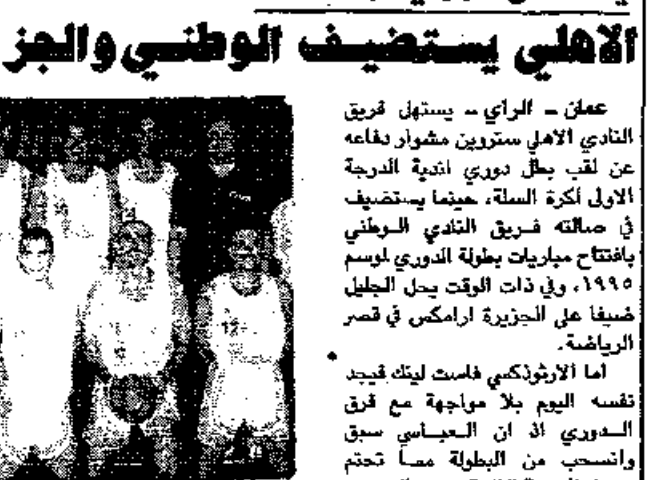 الاهلي يستضيف الوطني والجز
عمان - الراي - يستهل فريق
النادي الاهلي ستروين مشوار دفاعه
عن لقب بطل دوري اندية الدرجة
الاولى لكرة السلة، حينما يستضيف
في صالته فريق النادي الوطني
بافتتاح مباريات بطولة الدوري لموسم
١٩٩٥، وفي ذات الوقت يحل الجليل
ضيفا على الجزيرة ارامكس في قصر
الرياضة.
اما الارثوذكسي فاست لينك فيجد
نفسه اليوم بلا مواجهة مع فرق
الدوري اذ ان العباسي سبق
وانسحب من البطولة مما تحتم